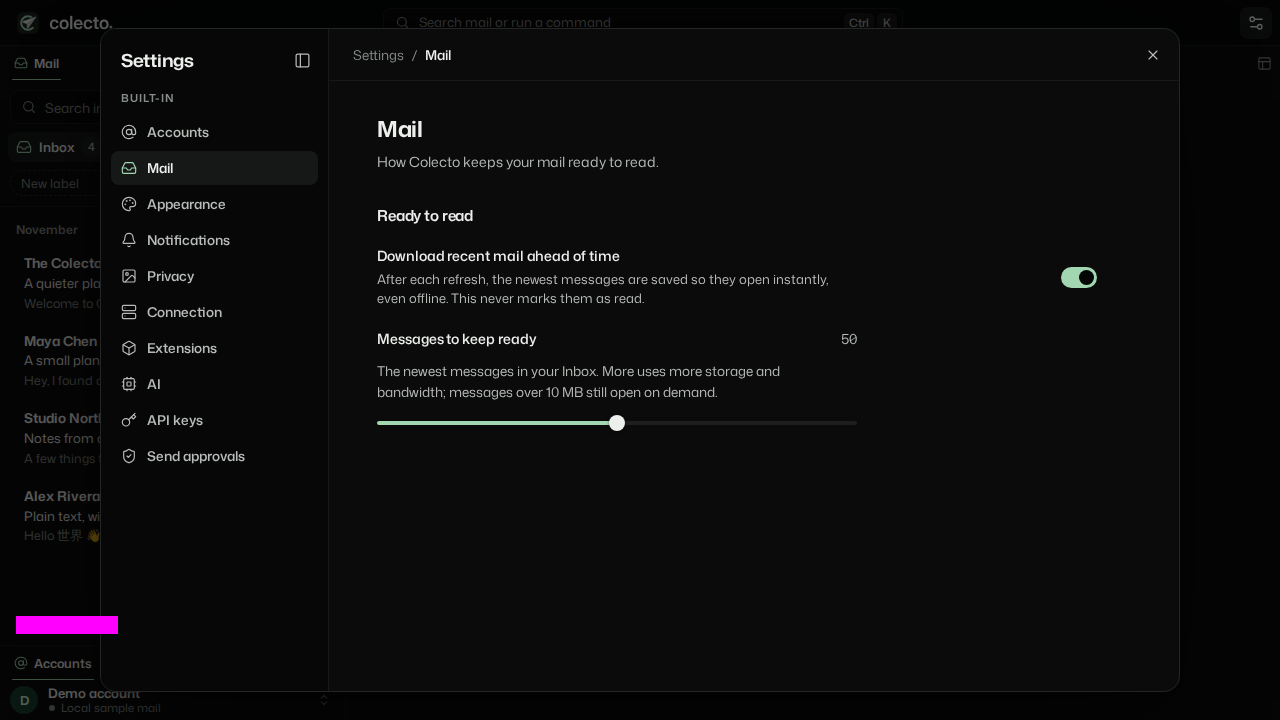 colecto.
Search mail or run a command
Ctrl K
Mail
Search in
Inbox 4
New label
November
The Colecto
A quieter pla
Welcome to C
Maya Chen
A small plan
Hey, I found a
Studio North
Notes from
A few things
Alex Rivera
Plain text, wi
Hello 世界 👋
Accounts
Demo account
Local sample mail
D
Settings
BUILT-IN
Accounts
Mail
Appearance
Notifications
Privacy
Connection
Extensions
AI
API keys
Send approvals
Settings / Mail
Mail
How Colecto keeps your mail ready to read.
Ready to read
Download recent mail ahead of time
After each refresh, the newest messages are saved so they open instantly,
even offline. This never marks them as read.
Messages to keep ready 50
The newest messages in your Inbox. More uses more storage and
bandwidth; messages over 10 MB still open on demand.